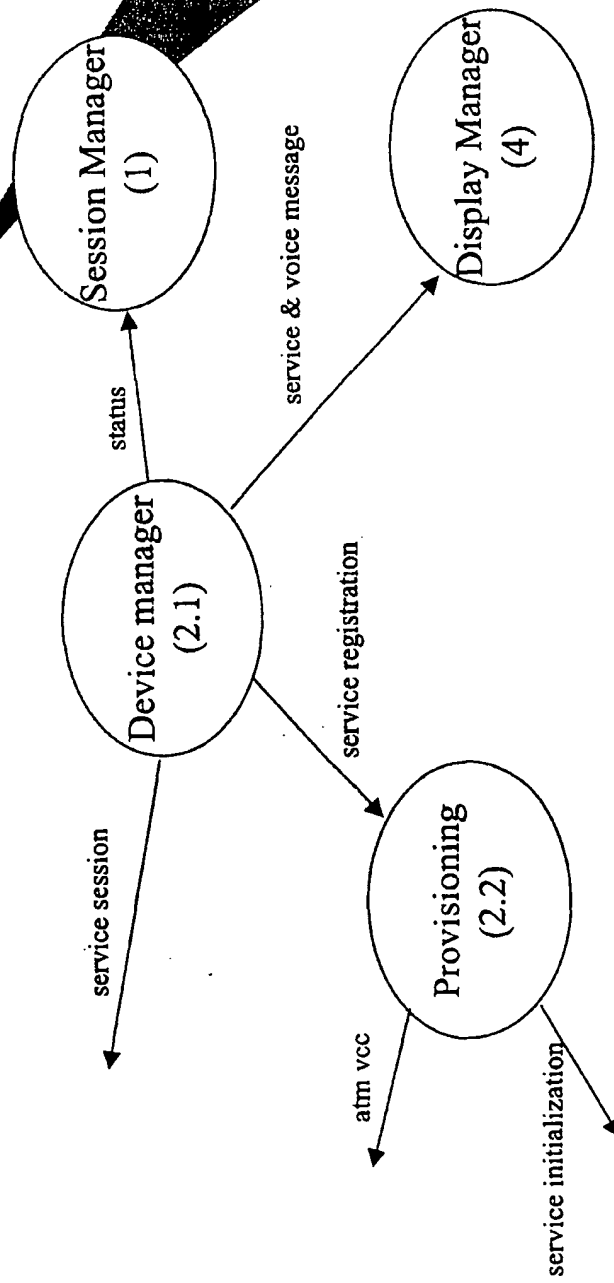 Session Manager
(1)
status
service & voice message
Display Manager
(4)
Device manager
(2.1)
service session
service registration
Provisioning
(2.2)
atm vcc
service initialization